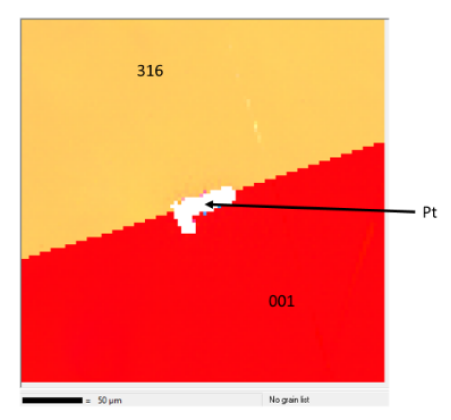 316
Pt
001
= 50 µm
No grain list